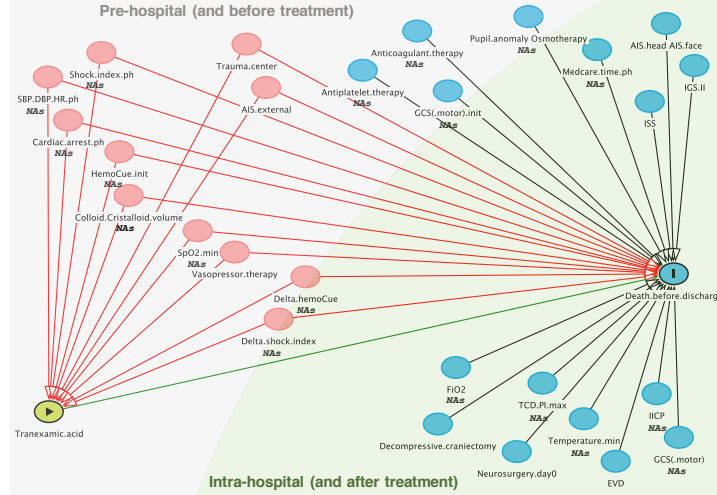 Pre-hospital (and before treatment)
Pupil.anomaly Osmotherapy
NAs
AIS.head AIS.face
Anticoagulant.therapy
NAs
Trauma.center
Shock.index.ph
NAs
Medcare.time.ph
NAs
IGS.II
SBP.DBP.HR.ph
NAs
Antiplatelet.therapy
NAs
AIS.external
GCS(.motor).init
NAs
ISS
Cardiac.arrest.ph
NAs
HemoCue.init
NAs
Colloid.Cristalloid.volume
NAs
SpO2.min
NAs
Vasopressor.therapy
Delta.hemoCue
NAs
Death.before.discharg
Delta.shock.index
NAs
FiO2
NAs
TCD.PI.max
NAs
IICP
NAs
Tranexamic.acid
Decompressive.craniectomy
Temperature.min
NAs
GCS(.motor)
NAs
Neurosurgery.day0
EVD
Intra-hospital (and after treatment)